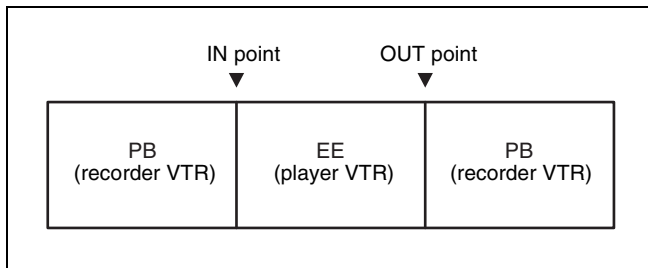 IN point OUT point
PB EE PB
(recorder VTR) (player VTR) (recorder VTR)